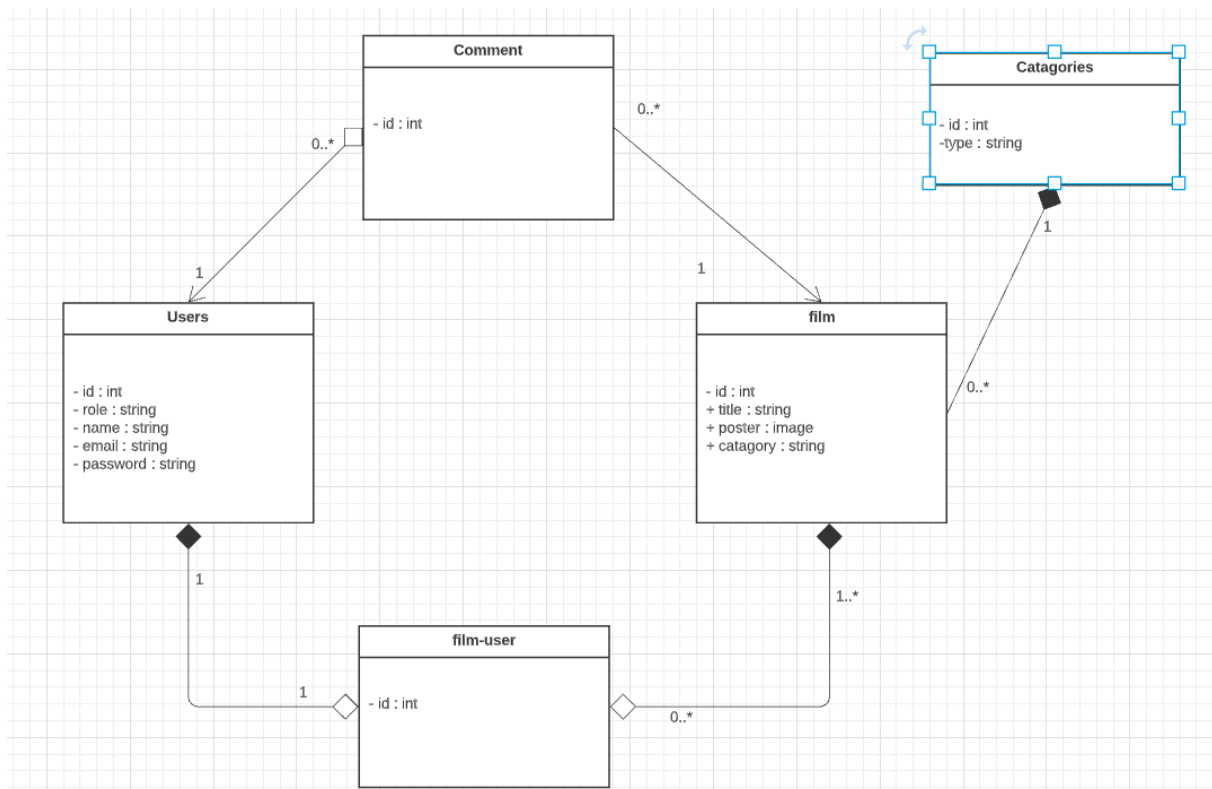 Comment
- id : int
0..*
0..*
1
1
Catagories
- id : int
-type : string
1
0..*
Users
- id : int
- role : string
- name : string
- email : string
- password : string
film
- id : int
+ title : string
+ poster : image
+ catagory : string
1
1
film-user
- id : int
1..*
0..*